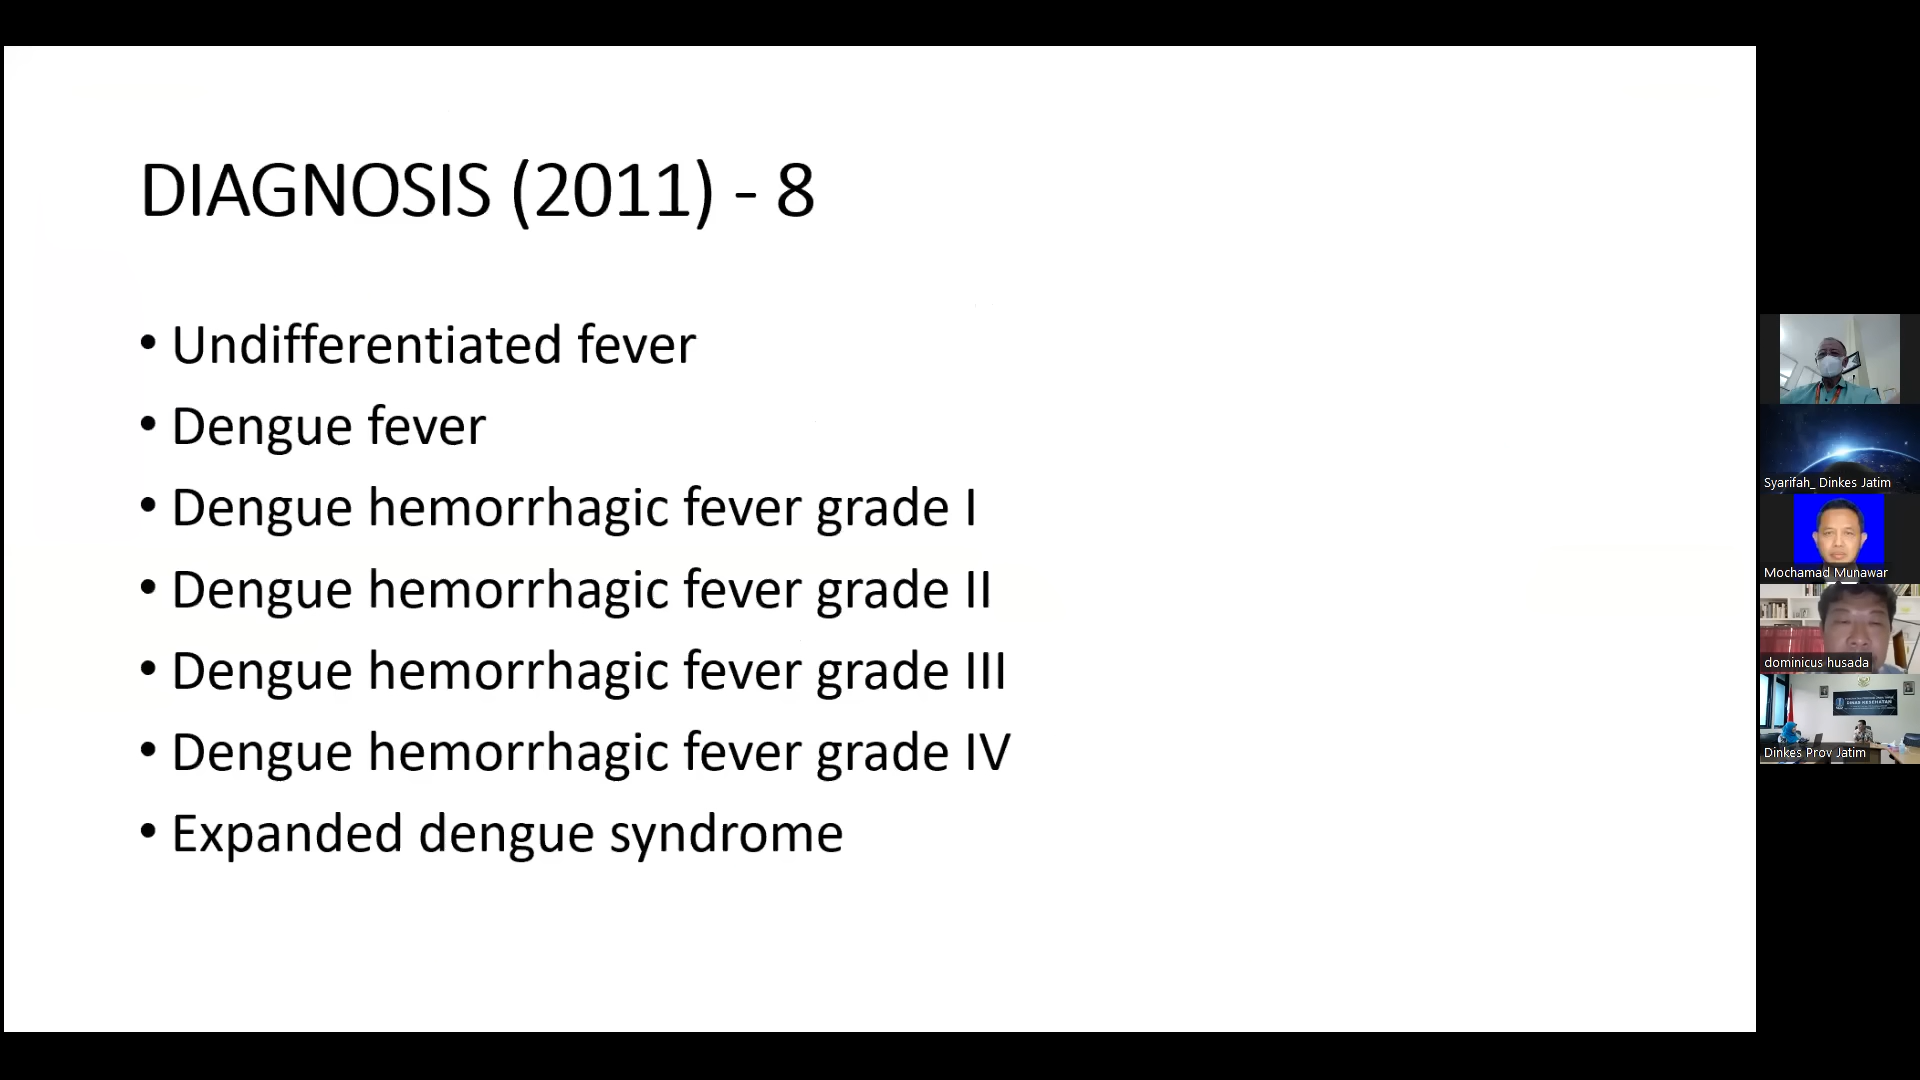 DIAGNOSIS (2011) - 8
• Undifferentiated fever
• Dengue fever
• Dengue hemorrhagic fever grade I
• Dengue hemorrhagic fever grade II
• Dengue hemorrhagic fever grade III
• Dengue hemorrhagic fever grade IV
• Expanded dengue syndrome
Syarifah_ Dinkes Jatim
Mochamad Munawar
dominicus husada
DINAS KESEHATAN
Dinkes Prov Jatim